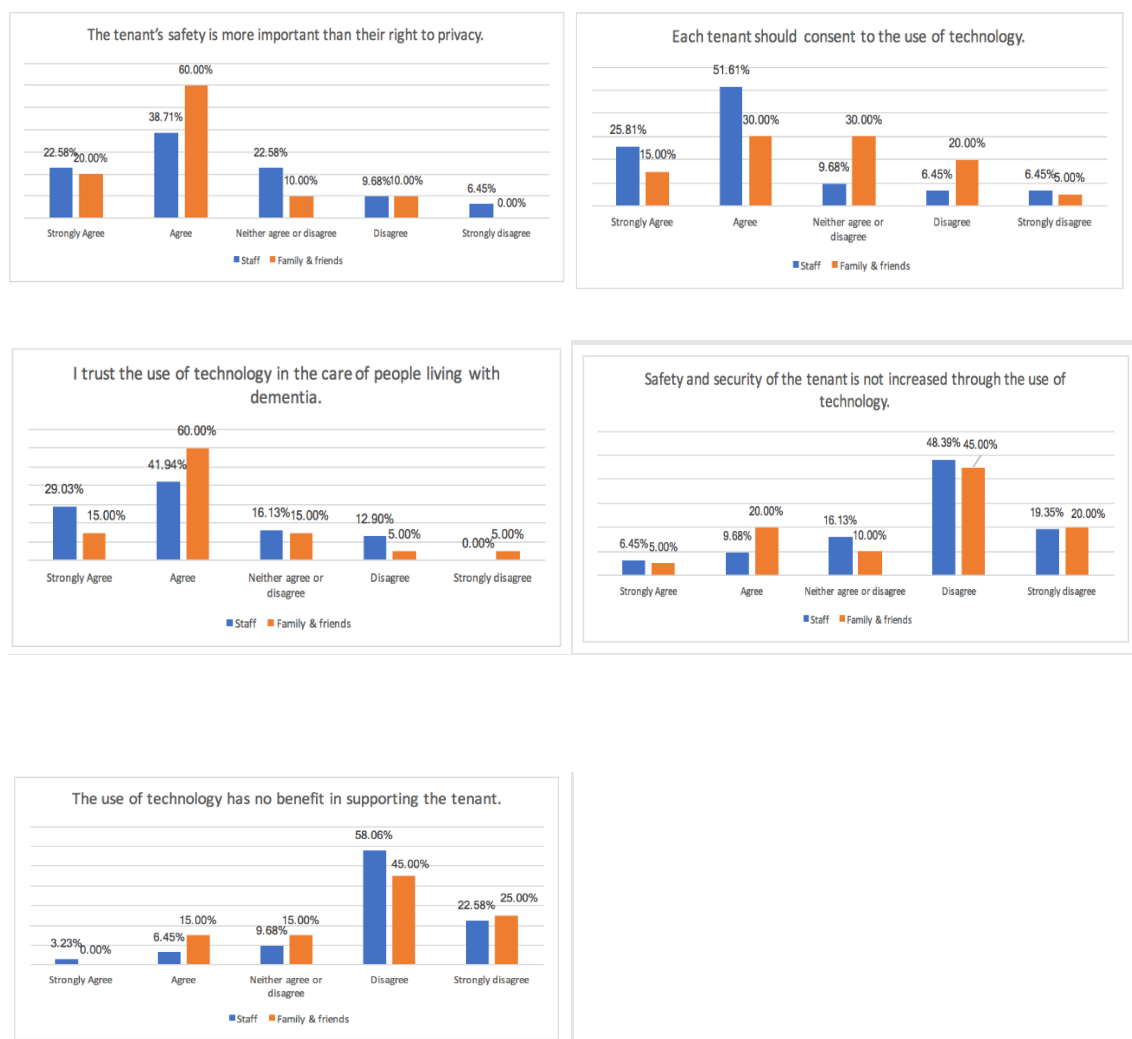 The tenant's safety is more important than their right to privacy.
60.00%
38.71%
22.58%
20.00%
22.58%
10.00%
9.68%
10.00%
6.45%
0.00%
Strongly Agree
Agree
Neither agree or disagree
Disagree
Strongly disagree
Staff
Family & friends
Each tenant should consent to the use of technology.
51.61%
25.81%
15.00%
30.00%
9.68%
30.00%
6.45%
20.00%
6.45%
5.00%
Strongly Agree
Agree
Neither agree or
disagree
Disagree
Strongly disagree
Staff
Family & friends
I trust the use of technology in the care of people living with
dementia.
60.00%
41.94%
29.03%
15.00%
16.13%
15.00%
12.90%
5.00%
0.00%
5.00%
Strongly Agree
Agree
Neither agree or
disagree
Disagree
Strongly disagree
Staff
Family & friends
Safety and security of the tenant is not increased through the use of
technology.
48.39%
45.00%
6.45%
5.00%
9.68%
20.00%
16.13%
10.00%
19.35%
20.00%
Strongly Agree
Agree
Neither agree or disagree
Disagree
Strongly disagree
Staff
Family & friends
The use of technology has no benefit in supporting the tenant.
58.06%
45.00%
3.23%
0.00%
6.45%
15.00%
9.68%
15.00%
22.58%
25.00%
Strongly Agree
Agree
Neither agree or
disagree
Disagree
Strongly disagree
Staff
Family & friends